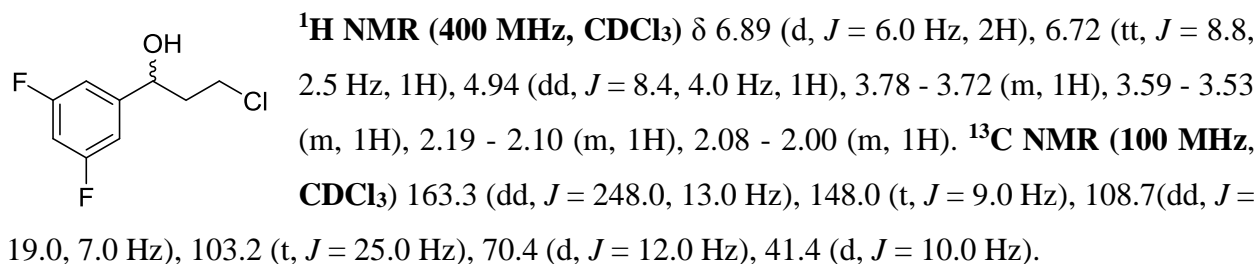 OH
F
Cl
F
¹H NMR (400 MHz, CDCl₃) δ 6.89 (d, J = 6.0 Hz, 2H), 6.72 (tt, J = 8.8,
2.5 Hz, 1H), 4.94 (dd, J = 8.4, 4.0 Hz, 1H), 3.78 - 3.72 (m, 1H), 3.59 - 3.53
(m, 1H), 2.19 - 2.10 (m, 1H), 2.08 - 2.00 (m, 1H). ¹³C NMR (100 MHz,
CDCl₃) 163.3 (dd, J = 248.0, 13.0 Hz), 148.0 (t, J = 9.0 Hz), 108.7(dd, J =
19.0, 7.0 Hz), 103.2 (t, J = 25.0 Hz), 70.4 (d, J = 12.0 Hz), 41.4 (d, J = 10.0 Hz).